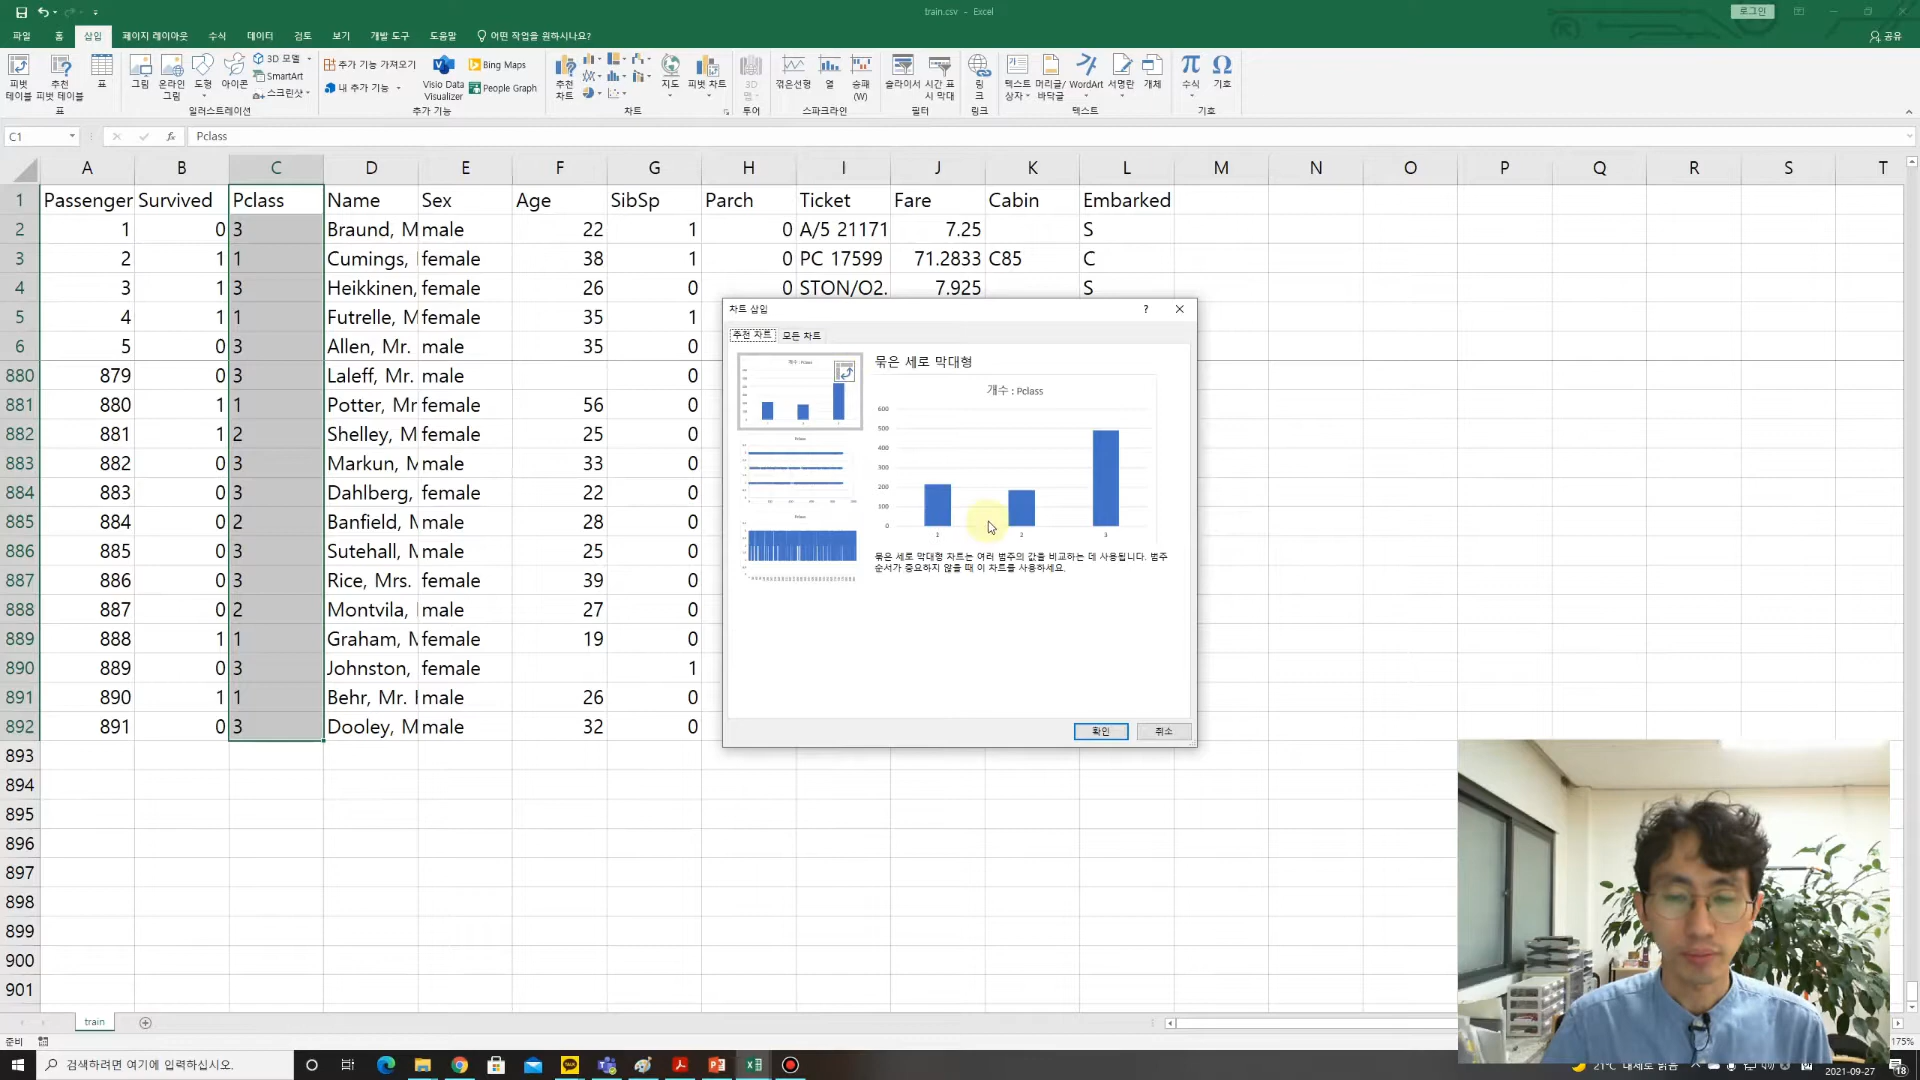 train.csv - Excel
로그인
파일 홈 삽입 페이지 레이아웃 수식 데이터 검토 보기 개발 도구 도움말 어떤 작업을 원하시나요?
공유
피벗 테이블 추천 피벗 테이블 표 그림 온라인 그림 도형 아이콘 3D 모델 SmartArt 스크린샷
추가 기능 가져오기 내 추가 기능 Visio Data Visualizer Bing Maps People Graph
추천 차트 지도 피벗 차트 3D 맵 꺾은선형 열 승패 (W) 슬라이서 시간 표시 막대 링크
텍스트 상자 머리글/바닥글 WordArt 서명란 개체 수식 기호
표 일러스트레이션 추가 기능 차트 투어 스파크라인 필터 링크 텍스트 기호
C1 fx Pclass
A B C D E F G H I J K L M N O P Q R S T
1 Passenger Survived Pclass Name Sex Age SibSp Parch Ticket Fare Cabin Embarked
2 1 0 3 Braund, M male 22 1 0 A/5 21171 7.25 S
3 2 1 1 Cumings, female 38 1 0 PC 17599 71.2833 C85 C
4 3 1 3 Heikkinen, female 26 0 0 STON/O2. 7.925 S
5 4 1 1 Futrelle, M female 35 1
6 5 0 3 Allen, Mr. male 35 0
880 879 0 3 Laleff, Mr. male 0
881 880 1 1 Potter, Mr female 56 0
882 881 1 2 Shelley, M female 25 0
883 882 0 3 Markun, M male 33 0
884 883 0 3 Dahlberg, female 22 0
885 884 0 2 Banfield, M male 28 0
886 885 0 3 Sutehall, M male 25 0
887 886 0 3 Rice, Mrs. female 39 0
888 887 0 2 Montvila, male 27 0
889 888 1 1 Graham, M female 19 0
890 889 0 3 Johnston, female 1
891 890 1 1 Behr, Mr. male 26 0
892 891 0 3 Dooley, M male 32 0
893
894
895
896
897
898
899
900
901
차트 삽입 ?
추천 차트 모든 차트
개수 : Pclass
Pclass
Pclass
묶은 세로 막대형
개수 : Pclass
600
500
400
300
200
100
0
1 2 3
묶은 세로 막대형 차트는 여러 범주의 값을 비교하는 데 사용됩니다. 범주
순서가 중요하지 않을 때 이 차트를 사용하세요.
확인 취소
train
준비
175%
검색하려면 여기에 입력하십시오.
21°C 대체로 맑음
2021-09-27
18